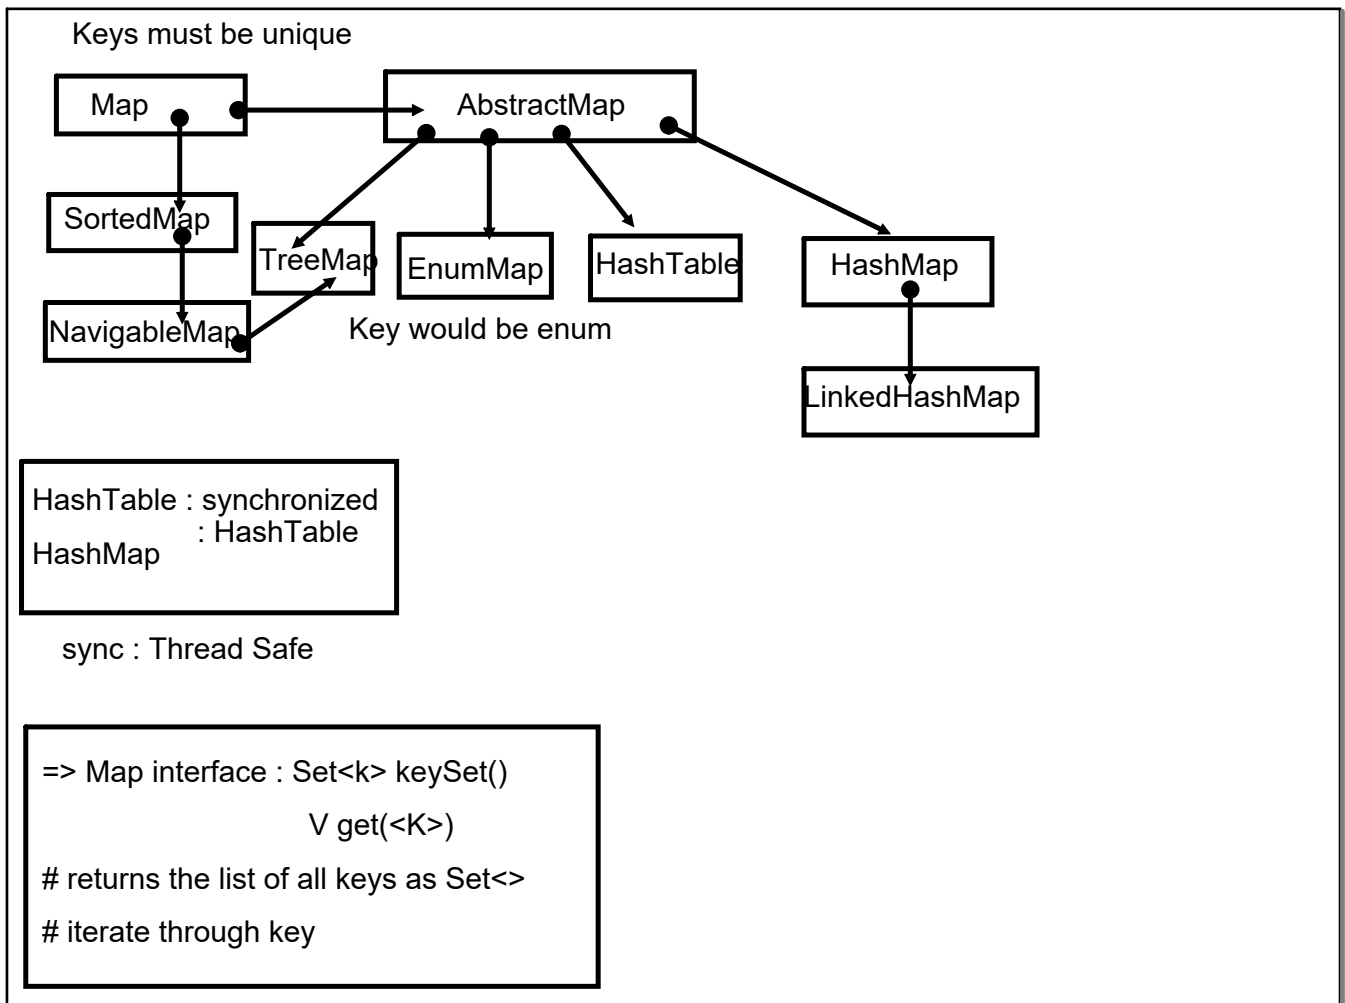 Keys must be unique
Map
AbstractMap
SortedMap
TreeMap
EnumMap
HashTable
HashMap
NavigableMap
Key would be enum
LinkedHashMap
HashTable : synchronized
: HashTable
HashMap
sync : Thread Safe
=> Map interface : Set<k> keySet()
V get(<K>)
# returns the list of all keys as Set<>
# iterate through key